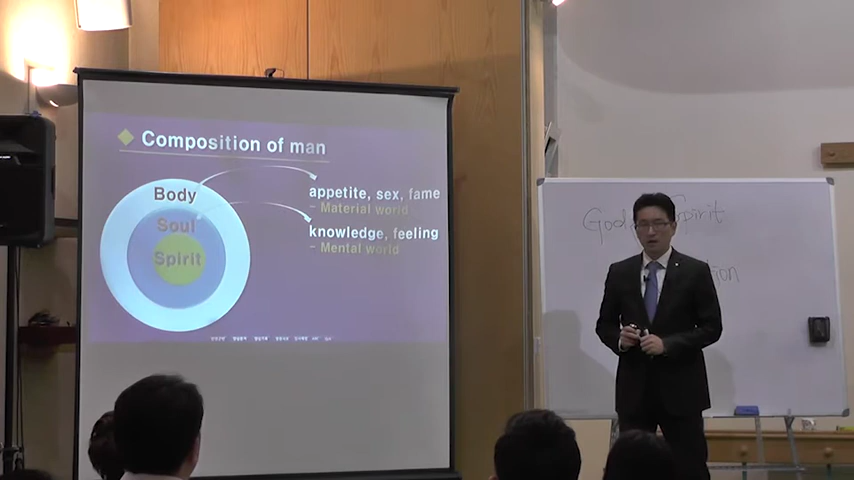 Composition of man
Body
Soul
Spirit
appetite, sex, fame
- Material world
knowledge, feeling
- Mental world
God
Spirit